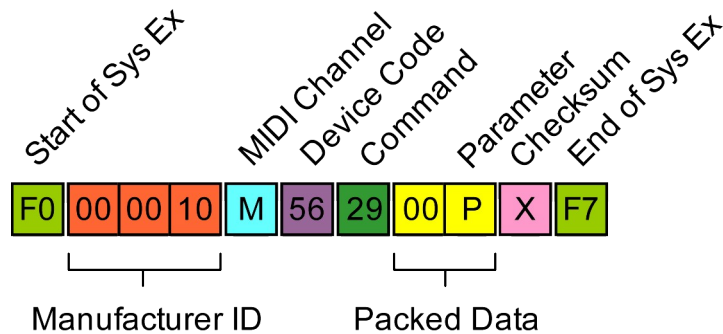 Start of Sys Ex
MIDI Channel
Device Code
Command
Parameter
Checksum
End of Sys Ex
F0 00 00 10 M 56 29 00 P X F7
Manufacturer ID
Packed Data